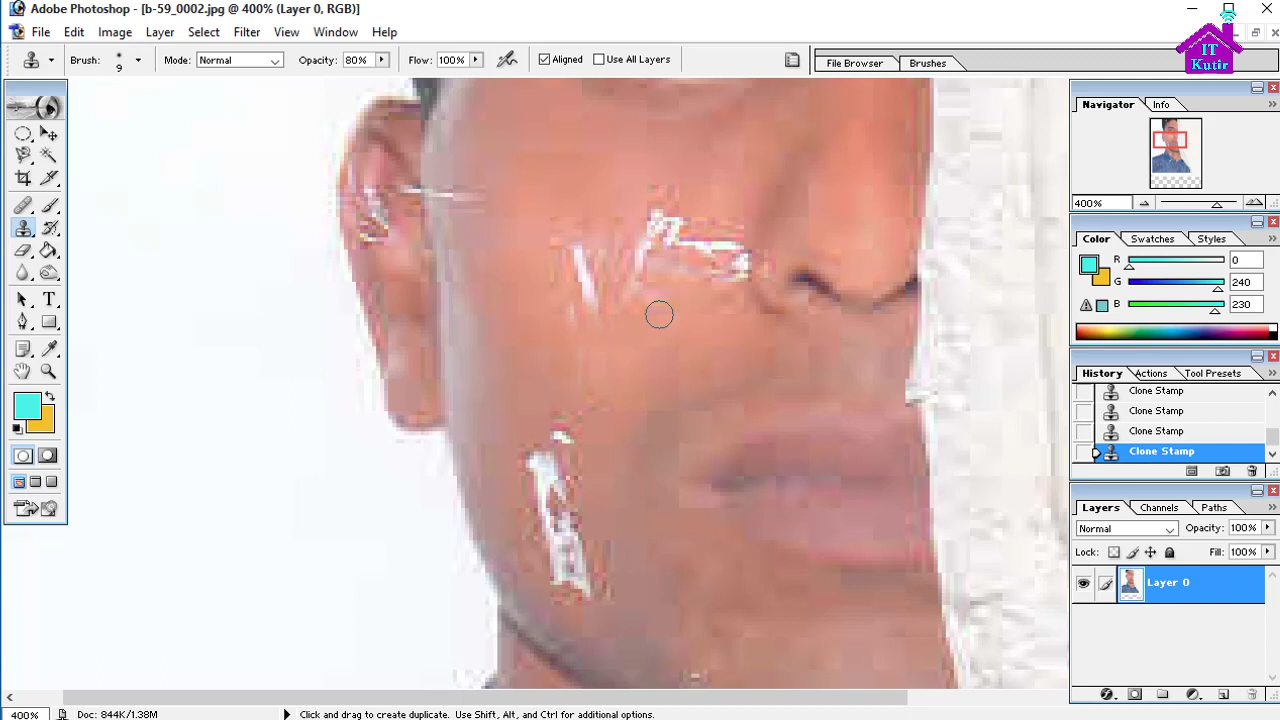 Adobe Photoshop - [b-59_0002.jpg @ 400% (Layer 0, RGB)]
File Edit Image Layer Select Filter View Window Help
IT
Kutir
Brush: 9 Mode: Normal Opacity: 80% Flow: 100% Aligned Use All Layers File Browser Brushes
Navigator Info
400%
Color Swatches Styles
R 0
G 240
B 230
History Actions Tool Presets
Clone Stamp
Clone Stamp
Clone Stamp
Clone Stamp
Layers Channels Paths
Normal Opacity: 100%
Lock: Fill: 100%
Layer 0
400% Doc: 844K/1.38M Click and drag to create duplicate. Use Shift, Alt, and Ctrl for additional options.